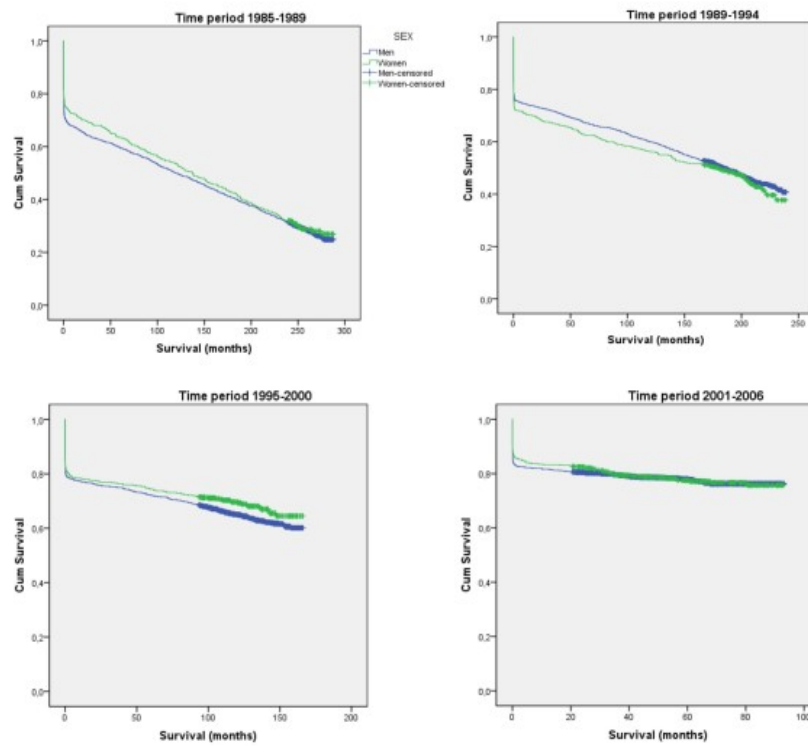 Time period 1985-1989
SEX
Men
Women
Men-censored
Women-censored
1,0
0,8
0,6
0,4
0,2
0,0
Cum Survival
0 50 100 150 200 250 300
Survival (months)
Time period 1989-1994
1,0
0,8
0,6
0,4
0,2
0,0
Cum Survival
0 50 100 150 200 250
Survival (months)
Time period 1995-2000
1,0
0,8
0,6
0,4
0,2
0,0
Cum Survival
0 100 200
Survival (months)
Time period 2001-2006
1,0
0,8
0,6
0,4
0,2
0,0
Cum Survival
0 20 40 60 80 100
Survival (months)